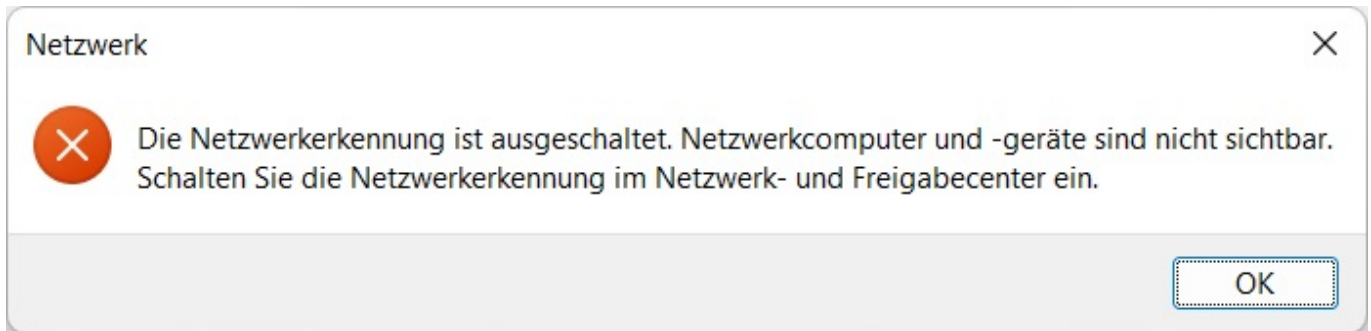 Netzwerk
Die Netzwerkerkennung ist ausgeschaltet. Netzwerkcomputer und -geräte sind nicht sichtbar.
Schalten Sie die Netzwerkerkennung im Netzwerk- und Freigabecenter ein.
OK